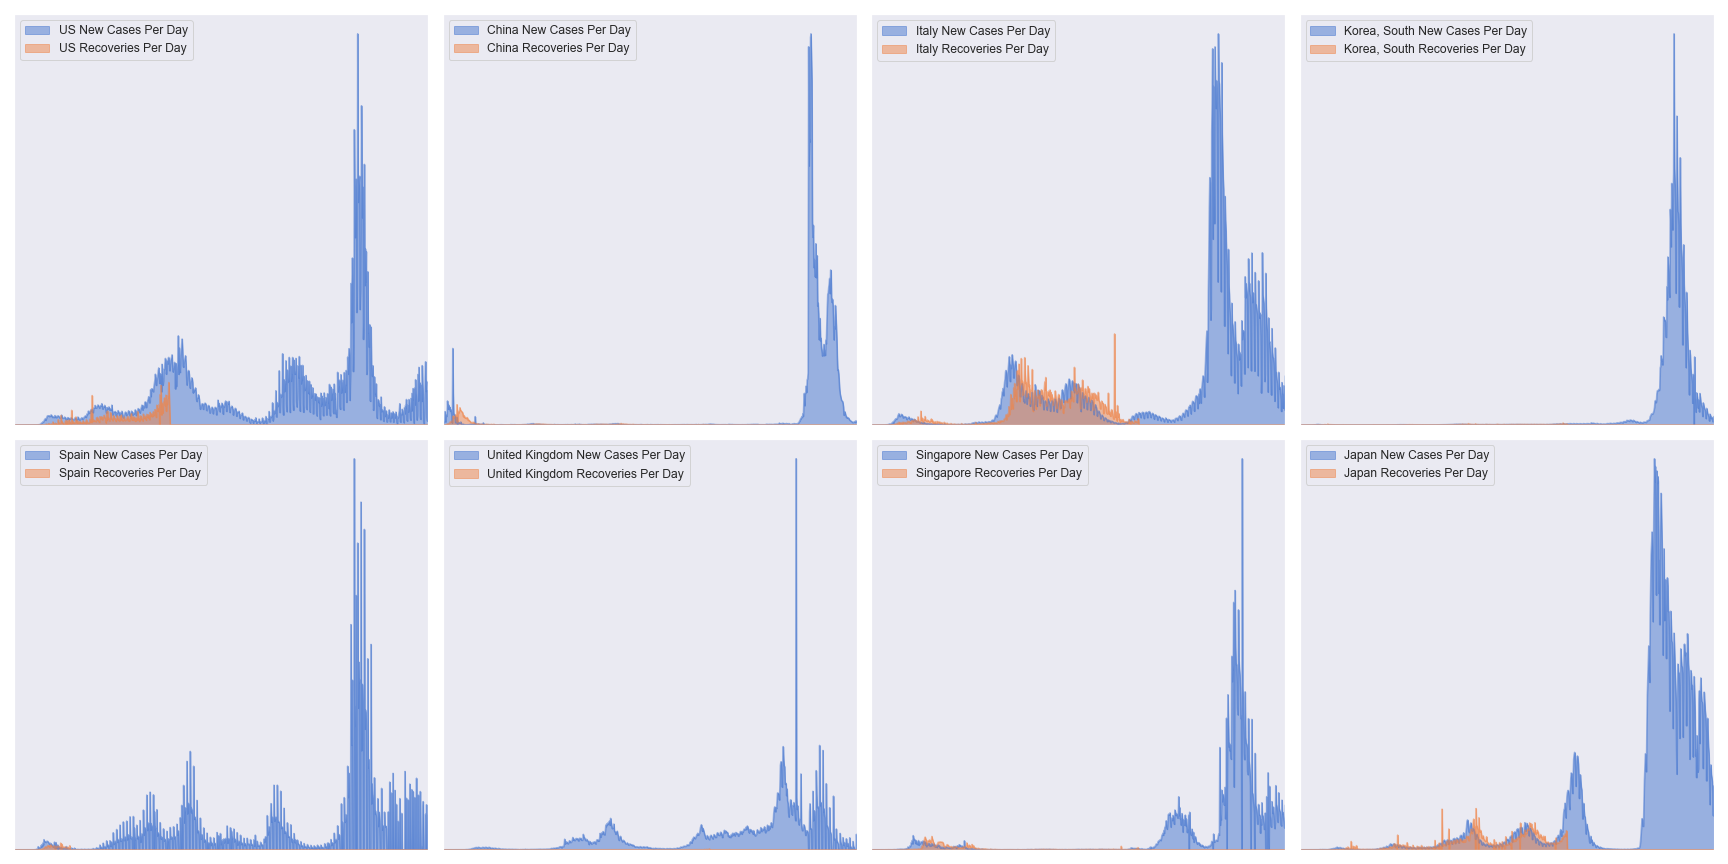 US New Cases Per Day
US Recoveries Per Day
China New Cases Per Day
China Recoveries Per Day
Italy New Cases Per Day
Italy Recoveries Per Day
Korea, South New Cases Per Day
Korea, South Recoveries Per Day
Spain New Cases Per Day
Spain Recoveries Per Day
United Kingdom New Cases Per Day
United Kingdom Recoveries Per Day
Singapore New Cases Per Day
Singapore Recoveries Per Day
Japan New Cases Per Day
Japan Recoveries Per Day